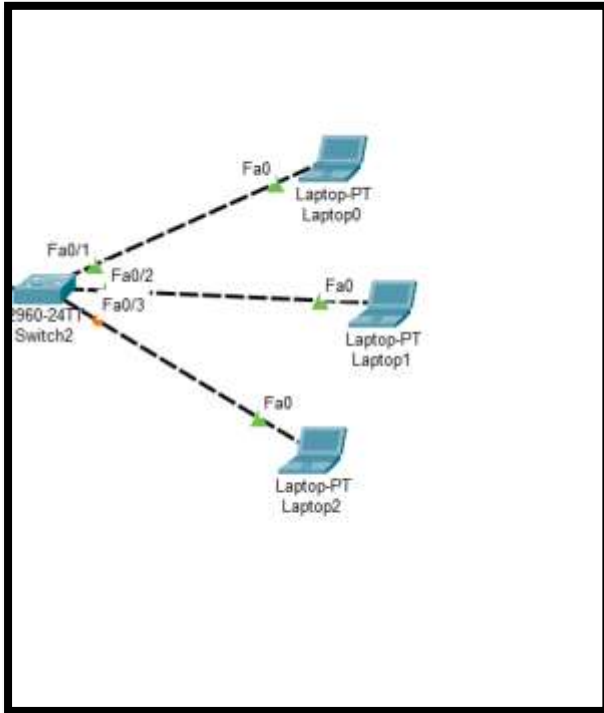 Fa0
Laptop-PT
Laptop0
Fa0/1
Fa0/2
Fa0/3
2960-24TT
Switch2
Fa0
Laptop-PT
Laptop1
Fa0
Laptop-PT
Laptop2